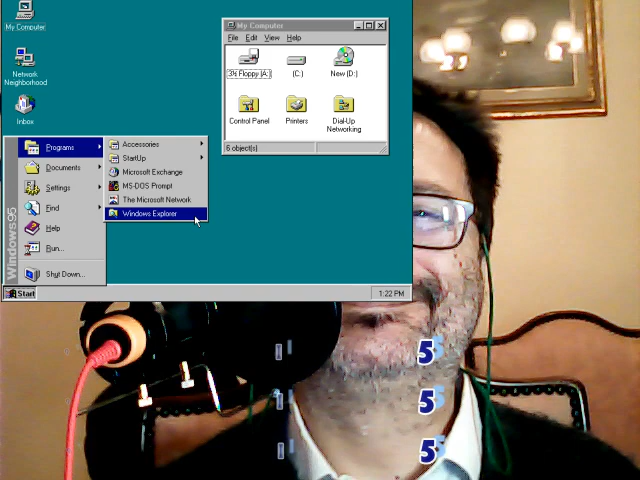 My Computer
Network
Neighborhood
Inbox
My Computer
File Edit View Help
3½ Floppy (A:)
(C:)
New (D:)
Control Panel
Printers
Dial-Up
Networking
6 object(s)
Programs
Documents
Settings
Find
Help
Run...
Shut Down...
Windows95
Accessories
StartUp
Microsoft Exchange
MS-DOS Prompt
The Microsoft Network
Windows Explorer
Start
1:22 PM
5
5
5